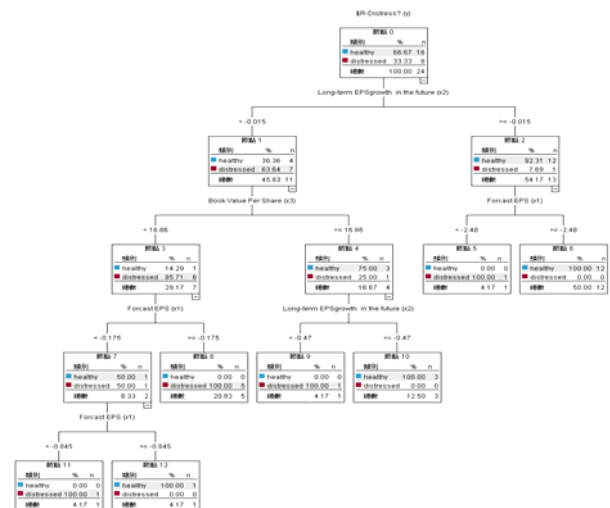 $R-Distress? (y)
節點 0
類別 % n
healthy 66.67 16
distressed 33.33 8
總數 100.00 24
Long-term EPSgrowth in the future (x2)
< -0.015
>= -0.015
節點 1
類別 % n
healthy 36.36 4
distressed 63.64 7
總數 45.83 11
節點 2
類別 % n
healthy 92.31 12
distressed 7.69 1
總數 54.17 13
Book Value Per Share (x3)
Forcast EPS (x1)
< 16.86
>= 16.86
< -2.48
>= -2.48
節點 3
類別 % n
healthy 14.29 1
distressed 85.71 6
總數 29.17 7
節點 4
類別 % n
healthy 75.00 3
distressed 25.00 1
總數 16.67 4
節點 5
類別 % n
healthy 0.00 0
distressed 100.00 1
總數 4.17 1
節點 6
類別 % n
healthy 100.00 12
distressed 0.00 0
總數 50.00 12
Forcast EPS (x1)
Long-term EPSgrowth in the future (x2)
< -0.175
>= -0.175
< -0.47
>= -0.47
節點 7
類別 % n
healthy 50.00 1
distressed 50.00 1
總數 8.33 2
節點 8
類別 % n
healthy 0.00 0
distressed 100.00 5
總數 20.83 5
節點 9
類別 % n
healthy 0.00 0
distressed 100.00 1
總數 4.17 1
節點 10
類別 % n
healthy 100.00 3
distressed 0.00 0
總數 12.50 3
Forcast EPS (x1)
< -0.845
>= -0.845
節點 11
類別 % n
healthy 0.00 0
distressed 100.00 1
總數 4.17 1
節點 12
類別 % n
healthy 100.00 1
distressed 0.00 0
總數 4.17 1